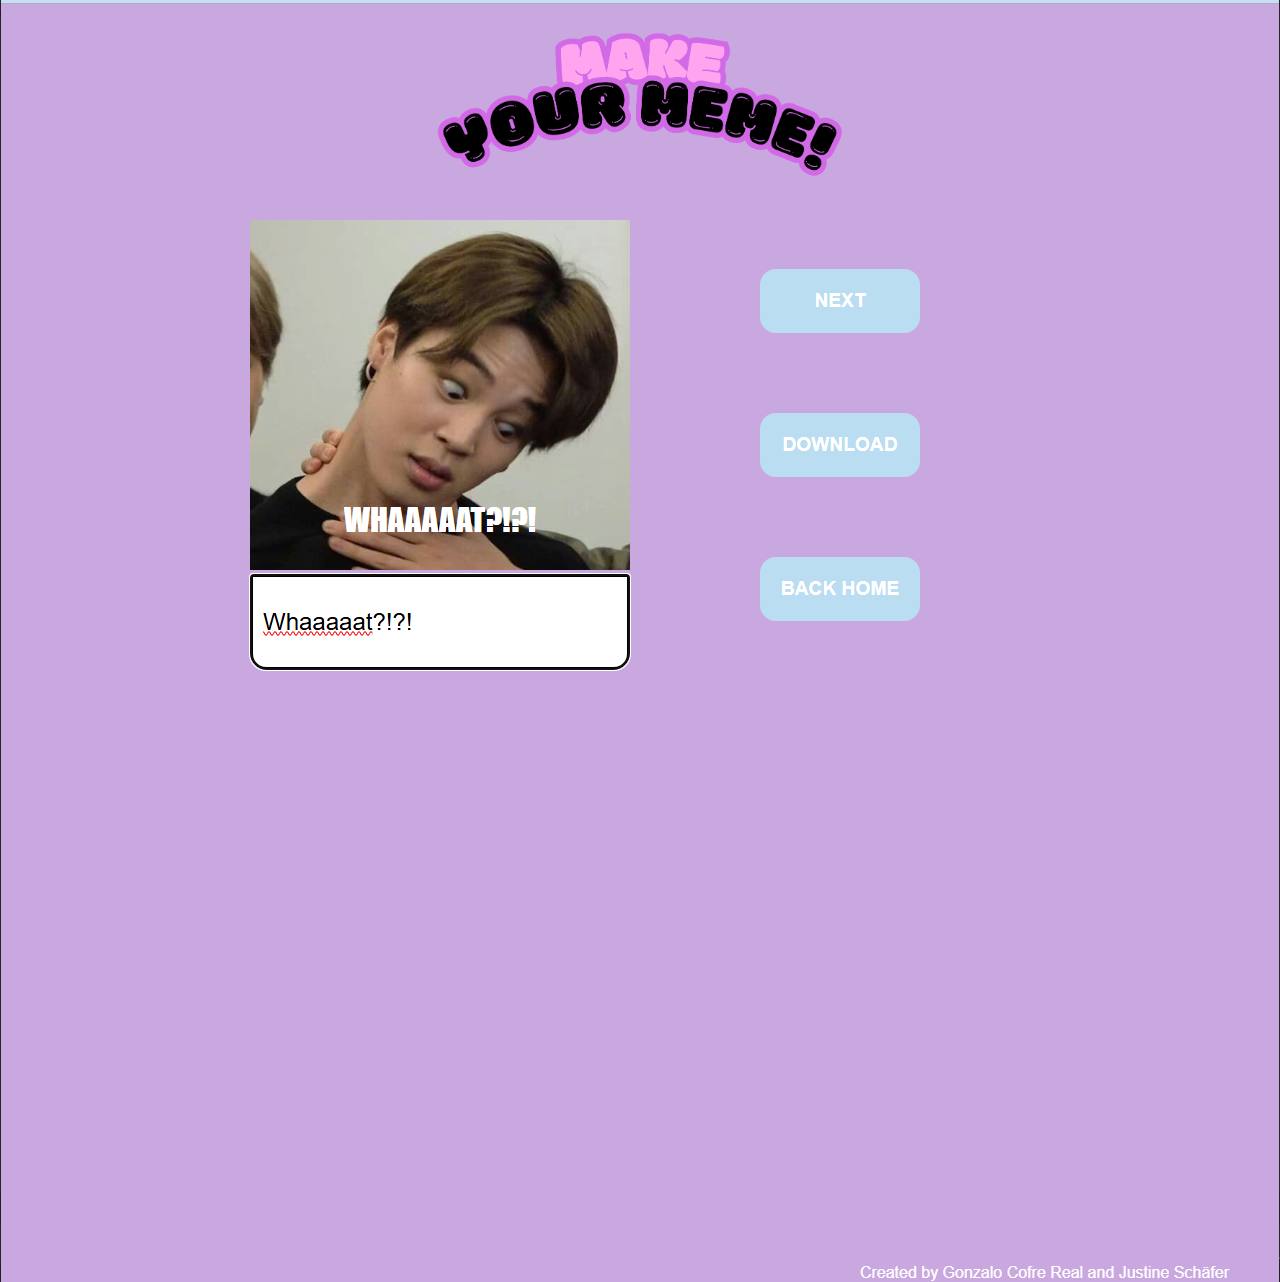 MAKE
YOUR MEME!
WHAAAAAT?!?!
Whaaaaat?!?!
NEXT
DOWNLOAD
BACK HOME
Created by Gonzalo Cofre Real and Justine Schäfer